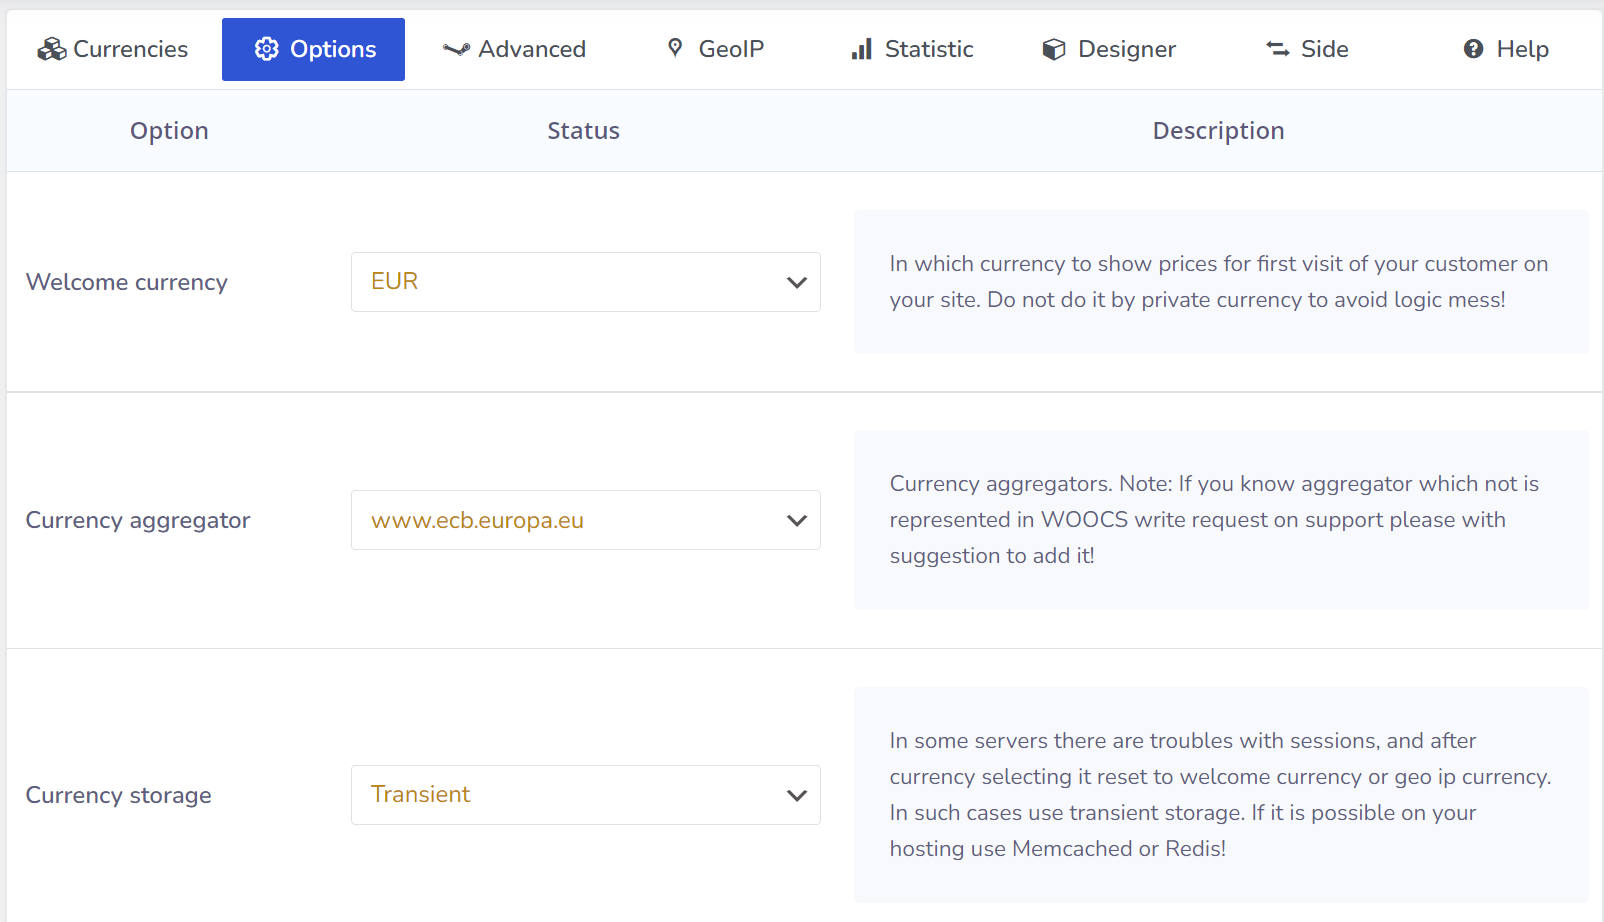 Currencies Options Advanced GeoIP Statistic Designer Side Help
Option Status Description
Welcome currency
EUR
In which currency to show prices for first visit of your customer on
your site. Do not do it by private currency to avoid logic mess!
Currency aggregator
www.ecb.europa.eu
Currency aggregators. Note: If you know aggregator which not is
represented in WOOCS write request on support please with
suggestion to add it!
Currency storage
Transient
In some servers there are troubles with sessions, and after
currency selecting it reset to welcome currency or geo ip currency.
In such cases use transient storage. If it is possible on your
hosting use Memcached or Redis!